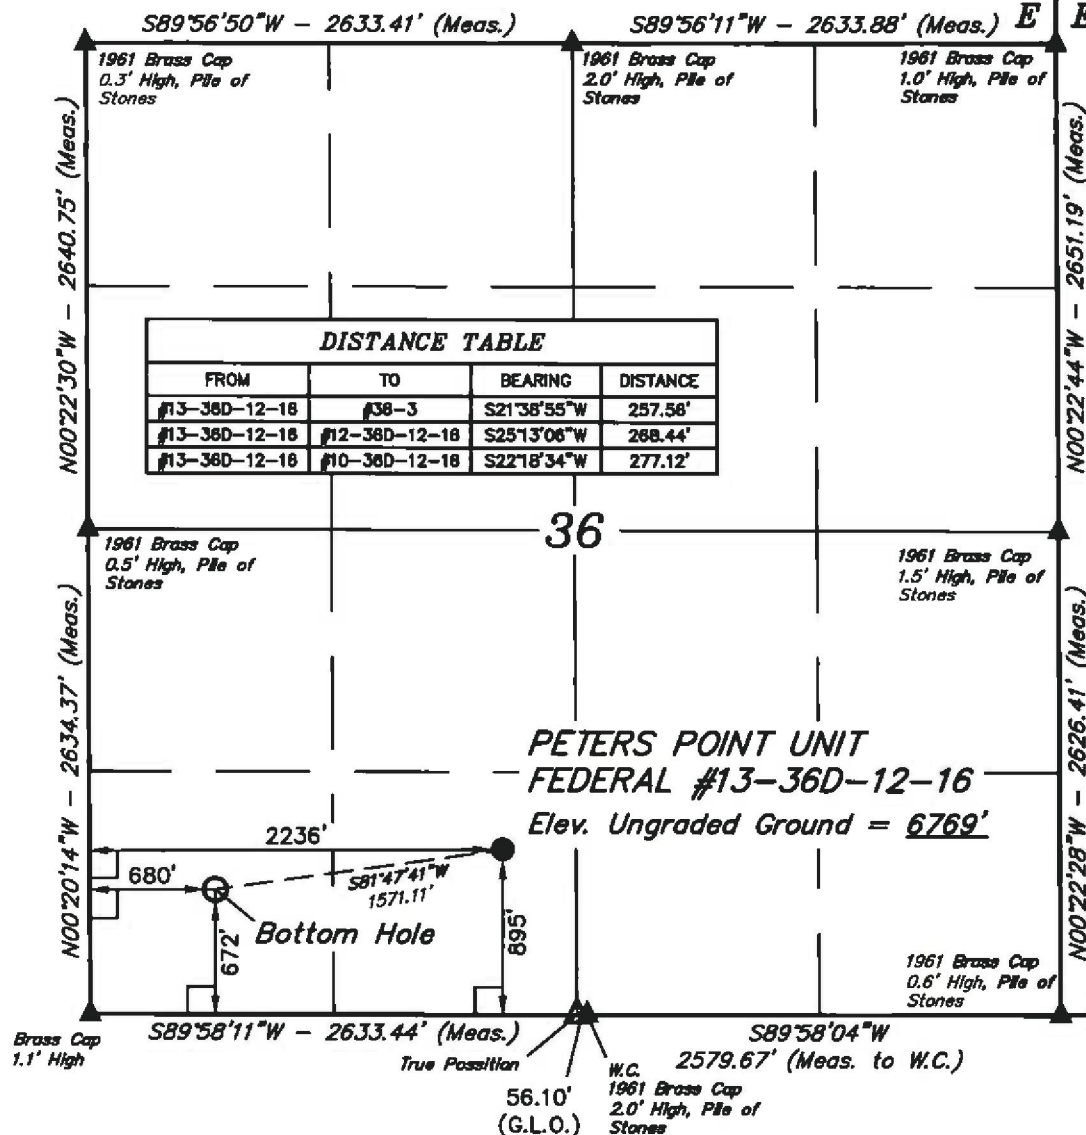 S89°56'50"W - 2633.41' (Meas.)
S89°56'11"W - 2633.88' (Meas.)
E
1961 Brass Cap
0.3' High, Pile of
Stones
1961 Brass Cap
2.0' High, Pile of
Stones
1961 Brass Cap
1.0' High, Pile of
Stones
N00°22'30"W - 2640.75' (Meas.)
N00°22'44"W - 2651.19' (Meas.)
DISTANCE TABLE
FROM TO BEARING DISTANCE
#13-36D-12-16 #36-3 S21°38'55"W 257.56'
#13-36D-12-16 #12-36D-12-16 S25°13'06"W 268.44'
#13-36D-12-16 #10-36D-12-16 S22°18'34"W 277.12'
36
1961 Brass Cap
0.5' High, Pile of
Stones
1961 Brass Cap
1.5' High, Pile of
Stones
N00°20'14"W - 2634.37' (Meas.)
N00°22'28"W - 2626.41' (Meas.)
PETERS POINT UNIT
FEDERAL #13-36D-12-16
Elev. Ungraded Ground = 6769'
2236'
680'
S81°47'41"W
1571.11'
Bottom Hole
672'
895'
1961 Brass Cap
0.6' High, Pile of
Stones
Brass Cap
1.1' High
S89°58'11"W - 2633.44' (Meas.)
True Possition
56.10'
(G.L.O.)
W.C.
1961 Brass Cap
2.0' High, Pile of
Stones
S89°58'04"W
2579.67' (Meas. to W.C.)